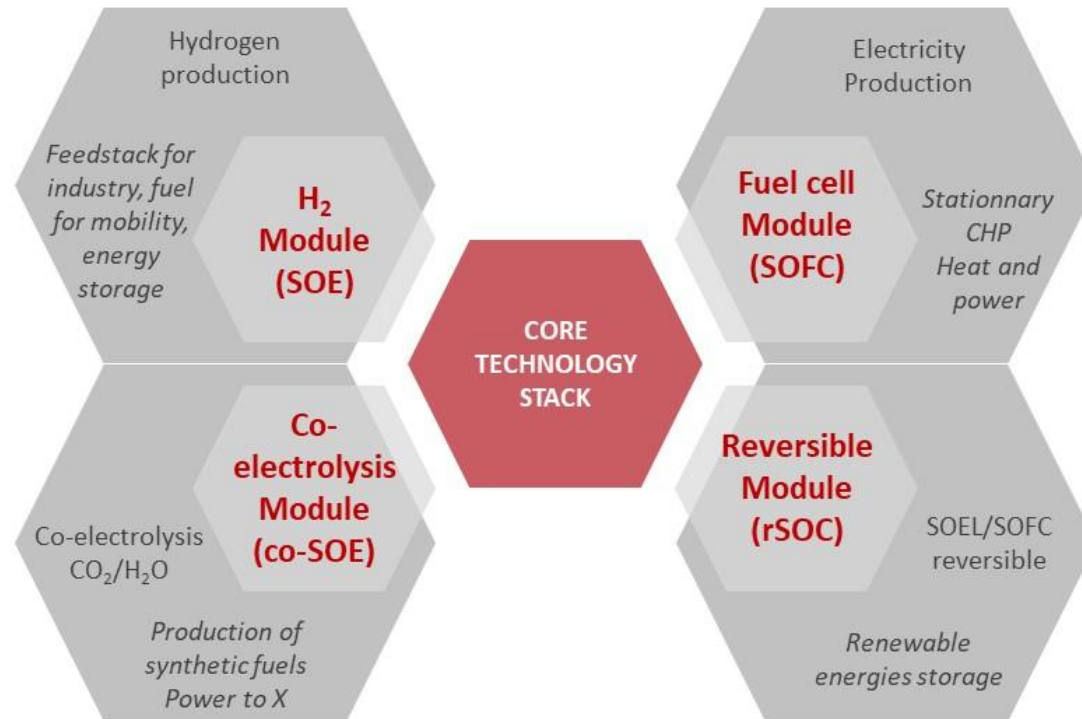 Hydrogen
production
Feedstack for
industry, fuel
for mobility,
energy
storage
H₂
Module
(SOE)
Electricity
Production
Fuel cell
Module
(SOFC)
Stationnary
CHP
Heat and
power
CORE
TECHNOLOGY
STACK
Co-
electrolysis
Module
(co-SOE)
Co-electrolysis
CO₂/H₂O
Production of
synthetic fuels
Power to X
Reversible
Module
(rSOC)
SOEL/SOFC
reversible
Renewable
energies storage